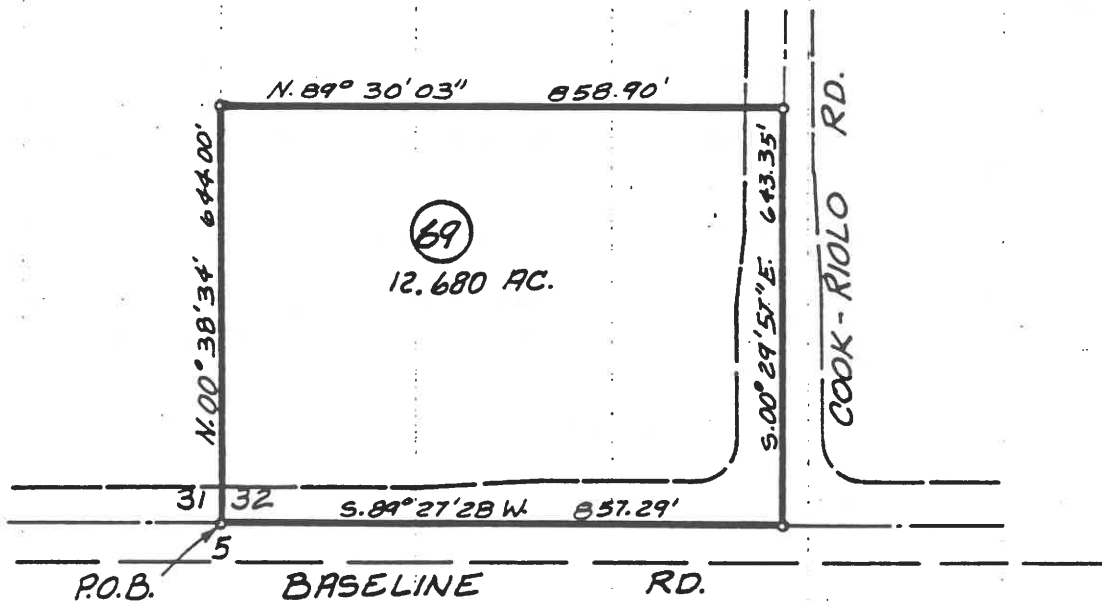 N. 89° 30' 03" 858.90'
COOK-RIOLO RD.
N. 00° 38' 34' 644.00'
69
12.680 AC.
S. 00° 29' 57." E. 643.35'
31 32
S. 89° 27' 28 W. 857.29'
5
P.O.B. BASELINE RD.